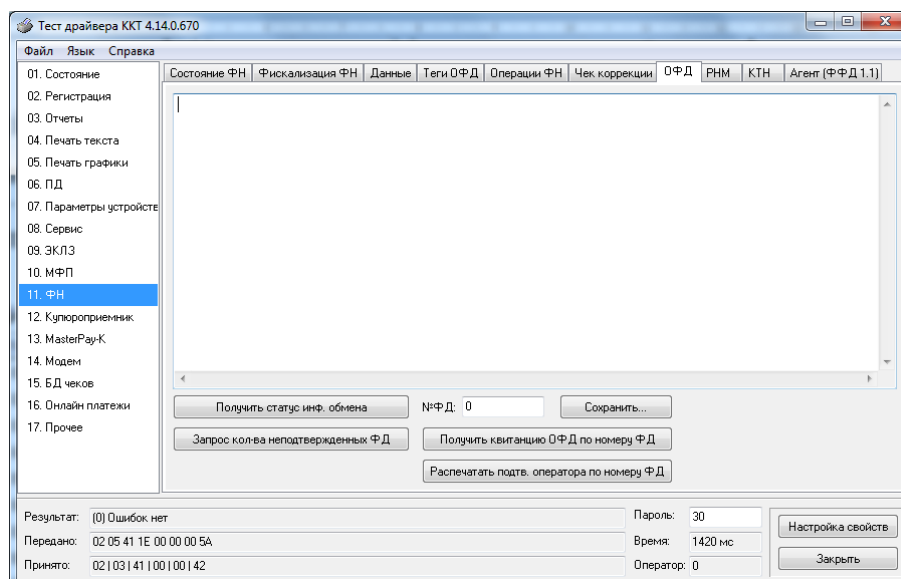 Тест драйвера ККТ 4.14.0.670
Файл Язык Справка
01. Состояние
02. Регистрация
03. Отчеты
04. Печать текста
05. Печать графики
06. ПД
07. Параметры устройств
08. Сервис
09. ЭКЛЗ
10. МФП
11. ФН
12. Купюроприемник
13. MasterPay-K
14. Модем
15. БД чеков
16. Онлайн платежи
17. Прочее
Состояние ФН Фискализация ФН Данные Теги ОФД Операции ФН Чек коррекции ОФД РНМ КТН Агент (ФФД 1.1)
Получить статус инф. обмена №ФД: 0 Сохранить...
Запрос кол-ва неподтвержденных ФД Получить квитанцию ОФД по номеру ФД
Распечатать подтв. оператора по номеру ФД
Результат: (0) Ошибок нет Пароль: 30
Настройка свойств
Передано: 02 05 41 1E 00 00 00 5A Время: 1420 мс
Принято: 02|03|41|00|00|42 Оператор: 0 Закрыть